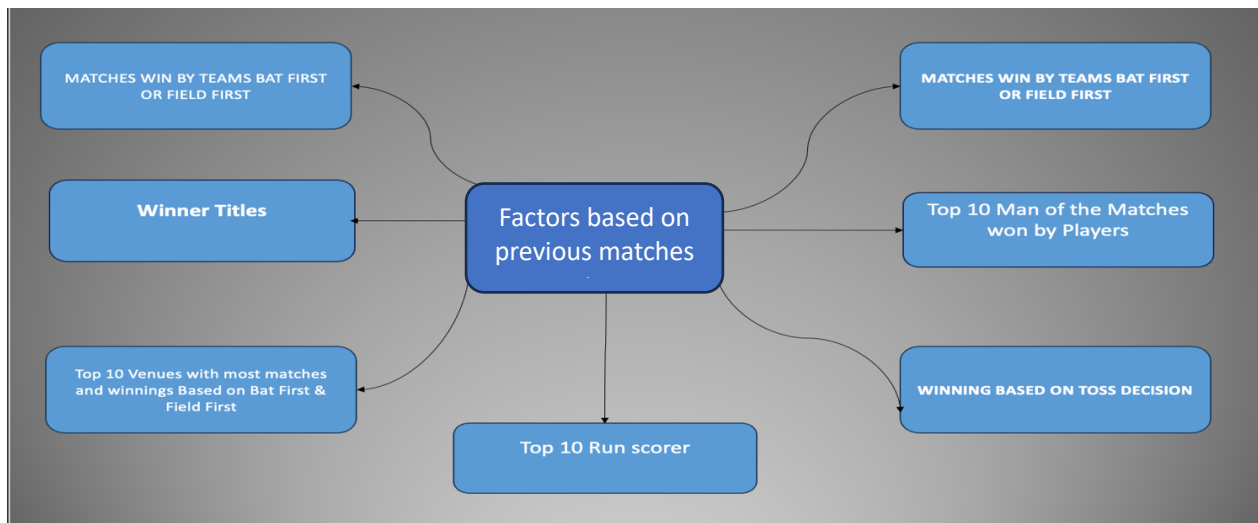 MATCHES WIN BY TEAMS BAT FIRST
OR FIELD FIRST
MATCHES WIN BY TEAMS BAT FIRST
OR FIELD FIRST
Winner Titles
Factors based on
previous matches
Top 10 Man of the Matches
won by Players
Top 10 Venues with most matches
and winnings Based on Bat First &
Field First
WINNING BASED ON TOSS DECISION
Top 10 Run scorer